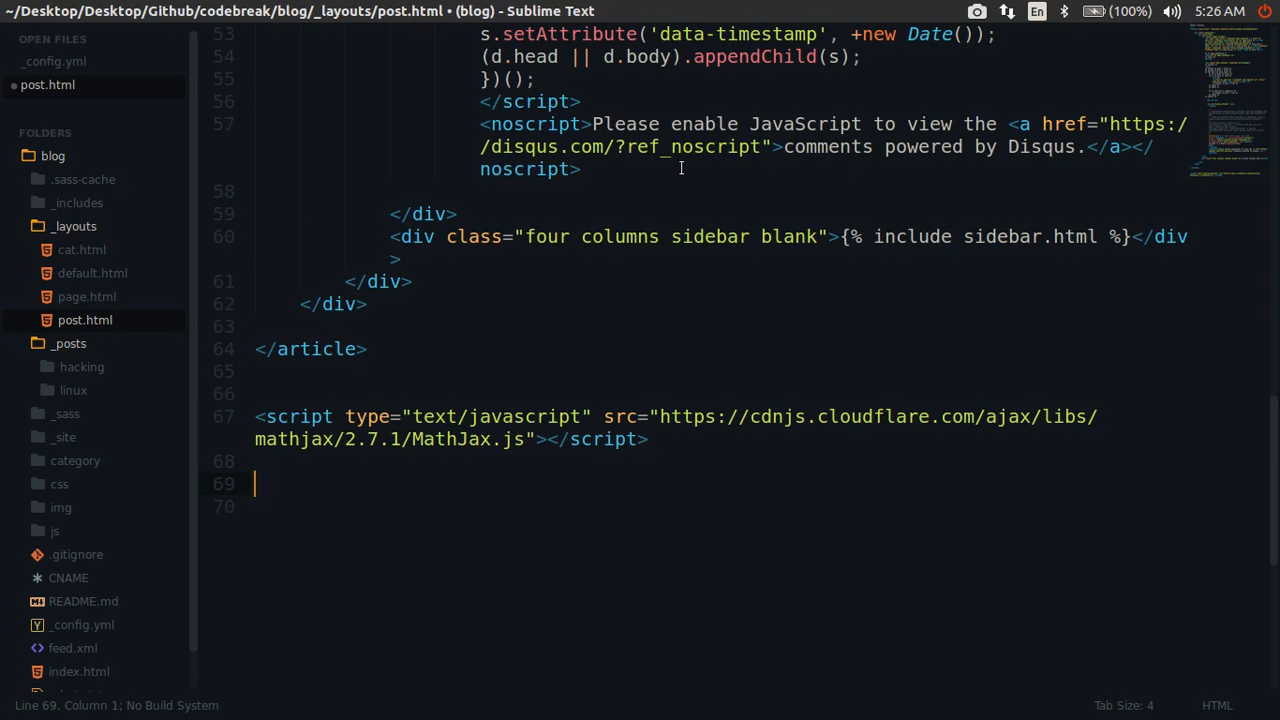 ~/Desktop/Desktop/Github/codebreak/blog/_layouts/post.html • (blog) - Sublime Text
En
(100%)
5:26 AM
OPEN FILES
_config.yml
post.html
FOLDERS
blog
.sass-cache
_includes
_layouts
cat.html
default.html
page.html
post.html
_posts
hacking
linux
_sass
_site
category
css
img
js
.gitignore
CNAME
README.md
_config.yml
feed.xml
index.html
53 s.setAttribute('data-timestamp', +new Date());
54 (d.head || d.body).appendChild(s);
55 })();
56 </script>
57 <noscript>Please enable JavaScript to view the <a href="https:/
/disqus.com/?ref_noscript">comments powered by Disqus.</a></
noscript>
58
59 </div>
60 <div class="four columns sidebar blank">{% include sidebar.html %}</div
>
61 </div>
62 </div>
63
64 </article>
65
66
67 <script type="text/javascript" src="https://cdnjs.cloudflare.com/ajax/libs/
mathjax/2.7.1/MathJax.js"></script>
68
69
70
Line 69, Column 1; No Build System
Tab Size: 4
HTML